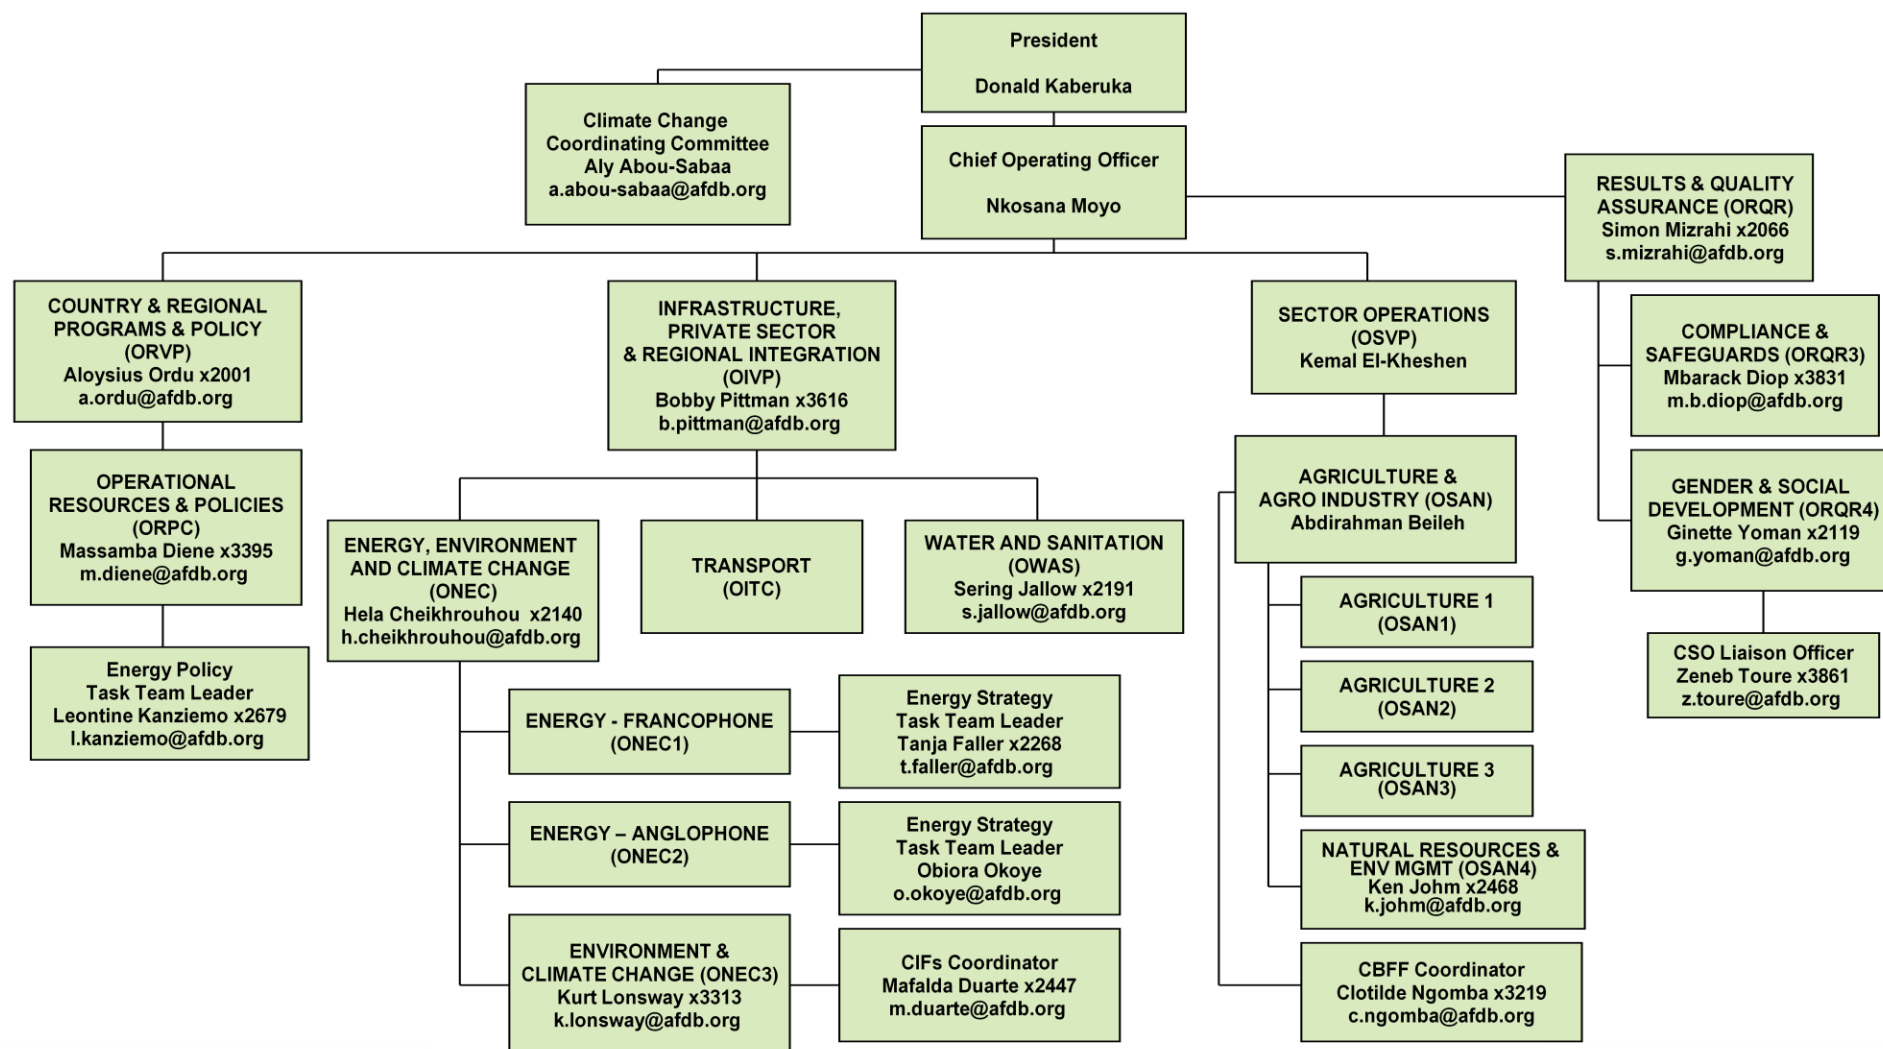 President
Donald Kaberuka
Climate Change
Coordinating Committee
Aly Abou-Sabaa
a.abou-sabaa@afdb.org
Chief Operating Officer
Nkosana Moyo
RESULTS & QUALITY
ASSURANCE (ORQR)
Simon Mizrahi x2066
s.mizrahi@afdb.org
COUNTRY & REGIONAL
PROGRAMS & POLICY
(ORVP)
Aloysius Ordu x2001
a.ordu@afdb.org
INFRASTRUCTURE,
PRIVATE SECTOR
& REGIONAL INTEGRATION
(OIVP)
Bobby Pittman x3616
b.pittman@afdb.org
SECTOR OPERATIONS
(OSVP)
Kemal El-Kheshen
COMPLIANCE &
SAFEGUARDS (ORQR3)
Mbarack Diop x3831
m.b.diop@afdb.org
OPERATIONAL
RESOURCES & POLICIES
(ORPC)
Massamba Diene x3395
m.diene@afdb.org
AGRICULTURE &
AGRO INDUSTRY (OSAN)
Abdirahman Beileh
GENDER & SOCIAL
DEVELOPMENT (ORQR4)
Ginette Yoman x2119
g.yoman@afdb.org
ENERGY, ENVIRONMENT
AND CLIMATE CHANGE
(ONEC)
Hela Cheikhrouhou x2140
h.cheikhrouhou@afdb.org
TRANSPORT
(OITC)
WATER AND SANITATION
(OWAS)
Sering Jallow x2191
s.jallow@afdb.org
AGRICULTURE 1
(OSAN1)
CSO Liaison Officer
Zeneb Toure x3861
z.toure@afdb.org
Energy Policy
Task Team Leader
Leontine Kanziemo x2679
l.kanziemo@afdb.org
ENERGY - FRANCOPHONE
(ONEC1)
Energy Strategy
Task Team Leader
Tanja Faller x2268
t.faller@afdb.org
AGRICULTURE 2
(OSAN2)
AGRICULTURE 3
(OSAN3)
ENERGY – ANGLOPHONE
(ONEC2)
Energy Strategy
Task Team Leader
Obiora Okoye
o.okoye@afdb.org
NATURAL RESOURCES &
ENV MGMT (OSAN4)
Ken Johm x2468
k.johm@afdb.org
ENVIRONMENT &
CLIMATE CHANGE (ONEC3)
Kurt Lonsway x3313
k.lonsway@afdb.org
CIFs Coordinator
Mafalda Duarte x2447
m.duarte@afdb.org
CBFF Coordinator
Clotilde Ngomba x3219
c.ngomba@afdb.org